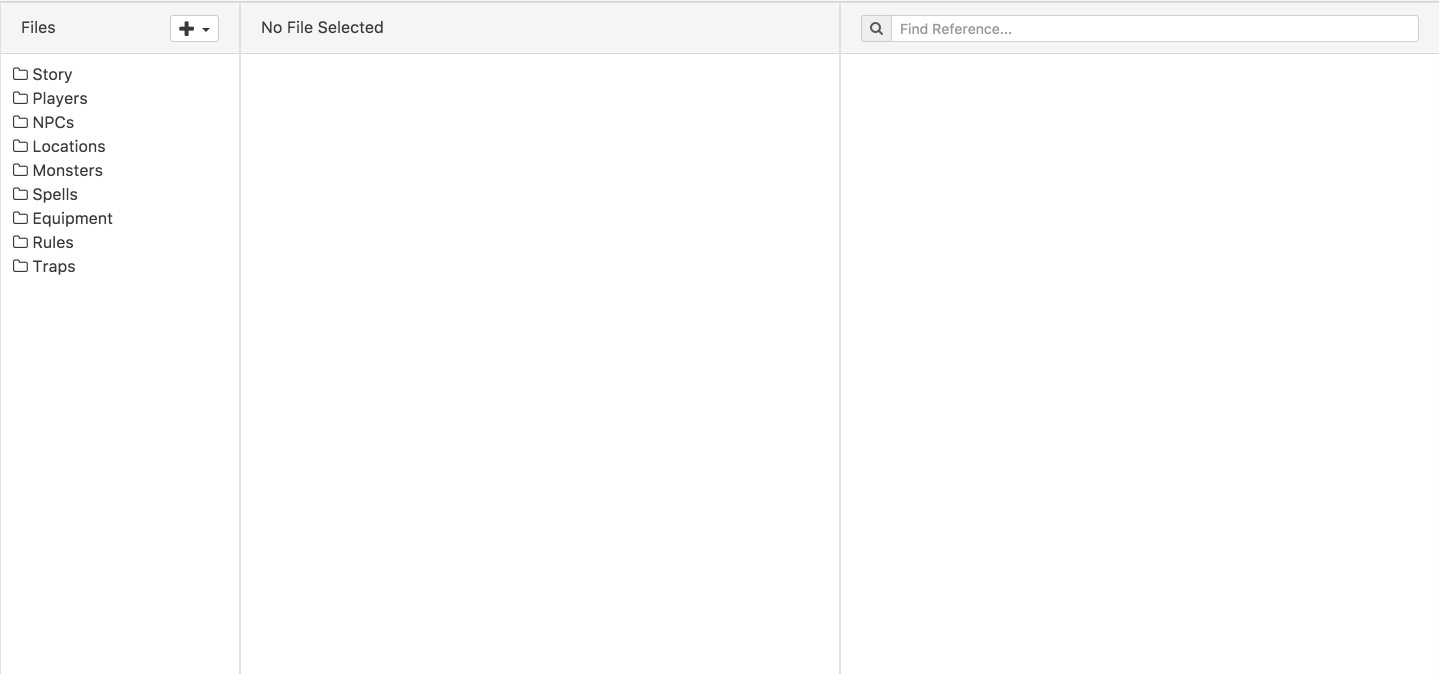 Files
No File Selected
Find Reference...
Story
Players
NPCs
Locations
Monsters
Spells
Equipment
Rules
Traps